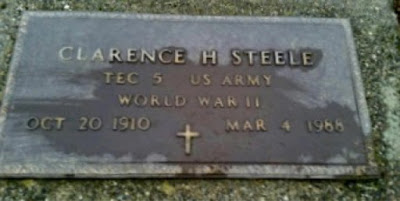 CLARENCE H STEELE
TEC 5 US ARMY
WORLD WAR II
OCT 20 1910 MAR 4 1988